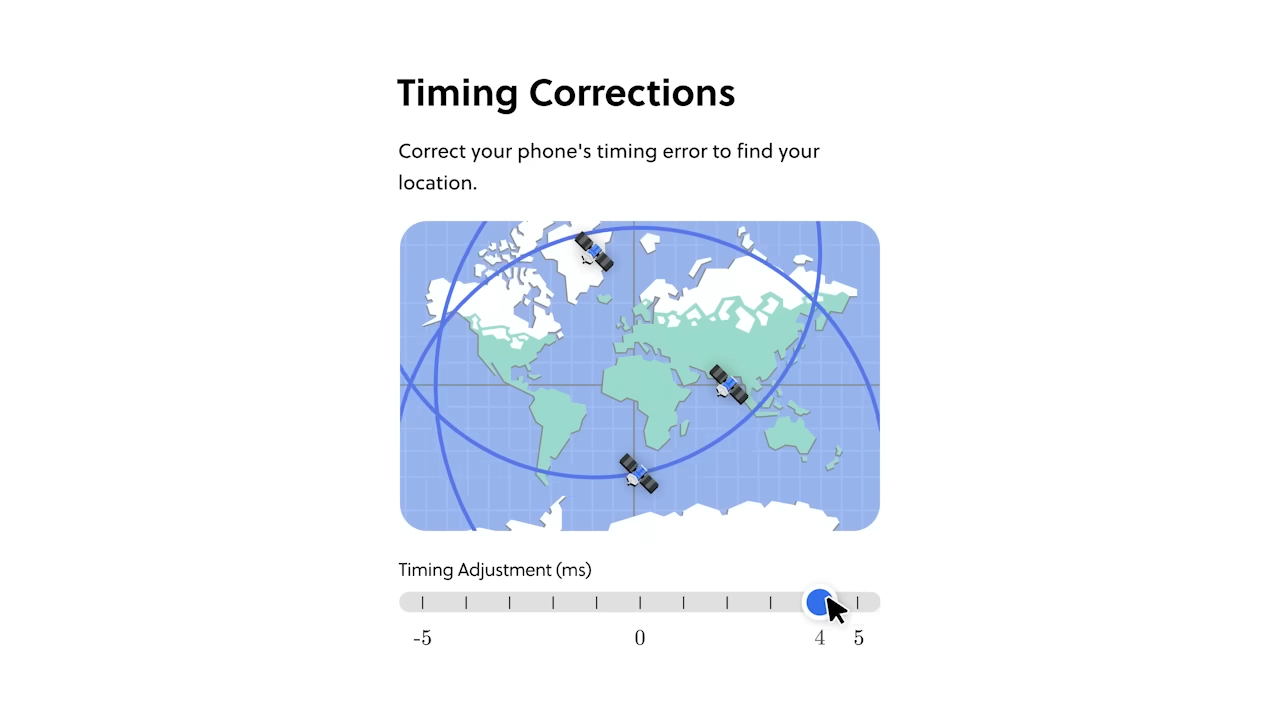 Timing Corrections
Correct your phone's timing error to find your
location.
Timing Adjustment (ms)
-5 0 4 5